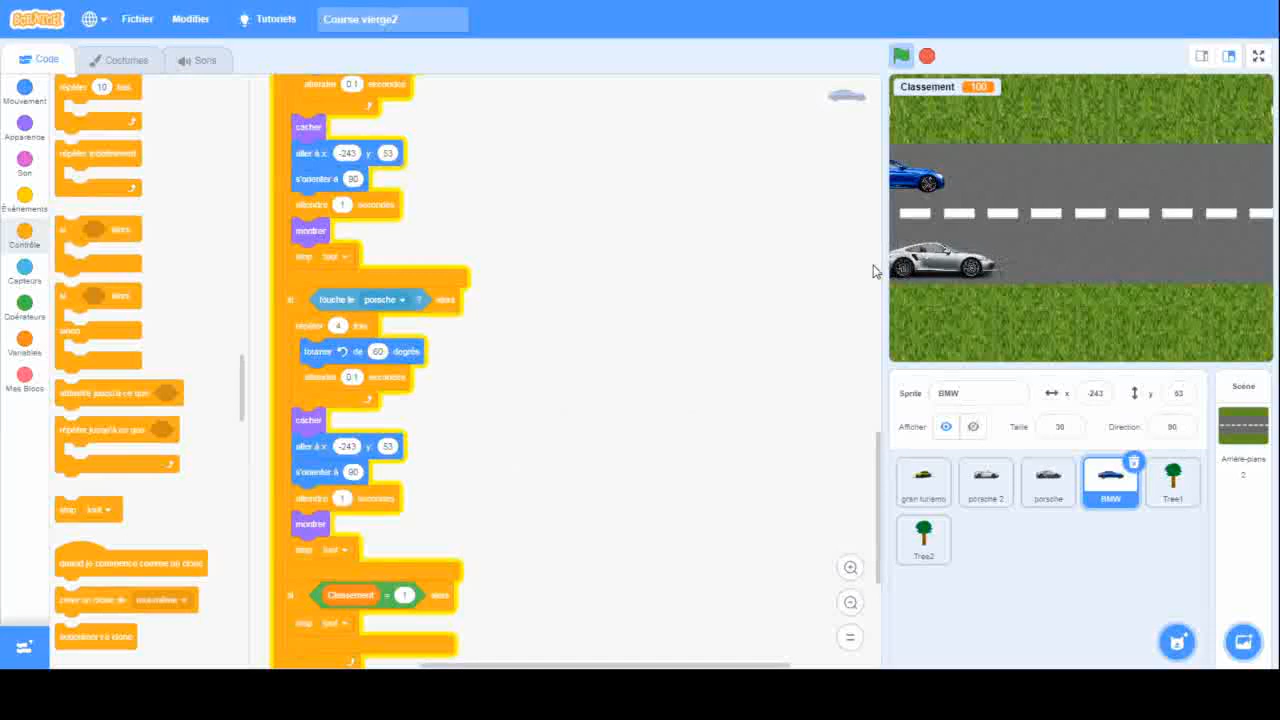 SCRATCH
Fichier
Modifier
Tutoriels
Course vierge2
Code
Costumes
Sons
Mouvement
Apparence
Son
Événements
Contrôle
Capteurs
Opérateurs
Variables
Mes Blocs
répéter 10 fois
répéter indéfiniment
si alors
si alors
sinon
attendre jusqu'à ce que
répéter jusqu'à ce que
stop tout
quand je commence comme un clone
créer un clone de moi-même
supprimer ce clone
attendre 0.1 secondes
cacher
aller à x: -243 y: 53
s'orienter à 90
attendre 1 secondes
montrer
stop tout
si touche le porsche ? alors
répéter 4 fois
tourner de 60 degrés
attendre 0.1 secondes
cacher
aller à x: -243 y: 53
s'orienter à 90
attendre 1 secondes
montrer
stop tout
si Classement = 1 alors
stop tout
Classement 100
Sprite BMW x -243 y 53
Afficher Taille 30 Direction 90
gran turismo
porsche 2
porsche
BMW
Tree1
Tree2
Scène
Arrière-plans
2